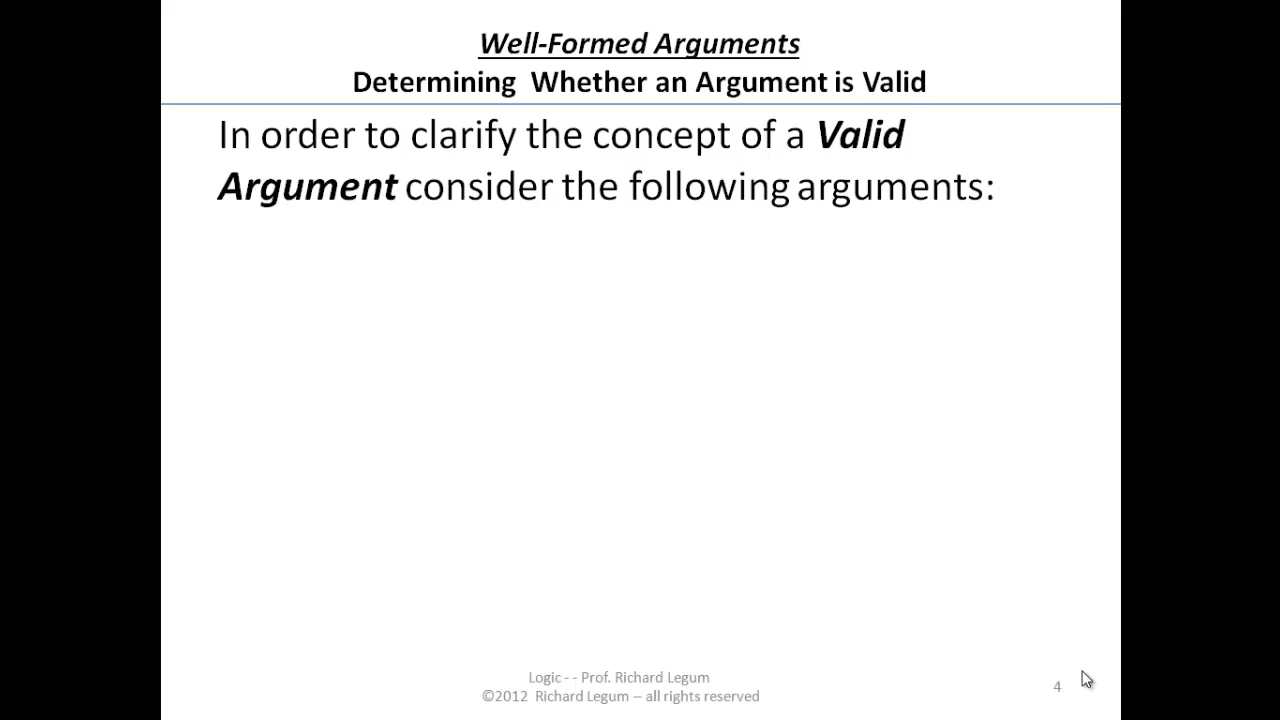 Well-Formed Arguments
Determining Whether an Argument is Valid
In order to clarify the concept of a Valid
Argument consider the following arguments:
Logic - - Prof. Richard Legum
©2012 Richard Legum – all rights reserved
4